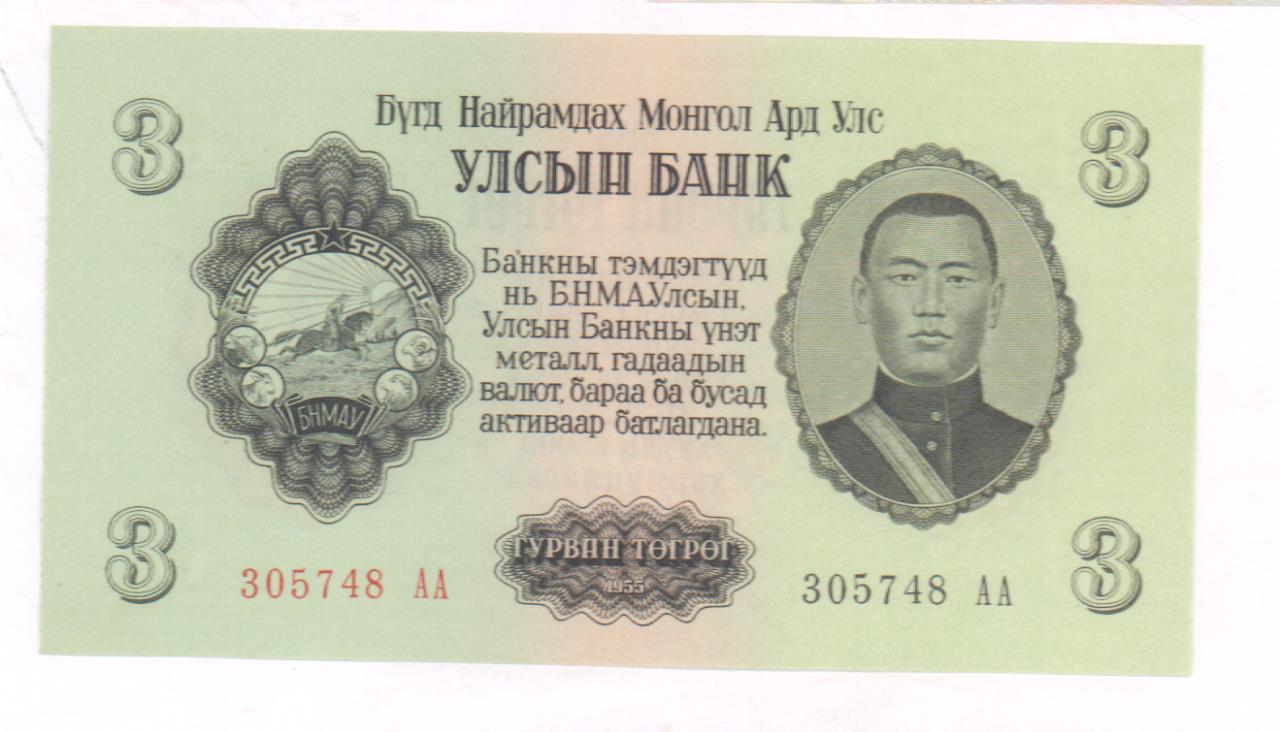 3
3
Бүгд Найрамдах Монгол Ард Улс
УЛСЫН БАНК
Банкны тэмдэгтүүд
нь Б.Н.М.А.Улсын,
Улсын Банкны үнэт
металл, гадаадын
валют, бараа ба бусад
активаар батлагдана.
БНМАУ
ГУРВАН ТӨГРӨГ
1955
3
305748 АА
305748 АА
3